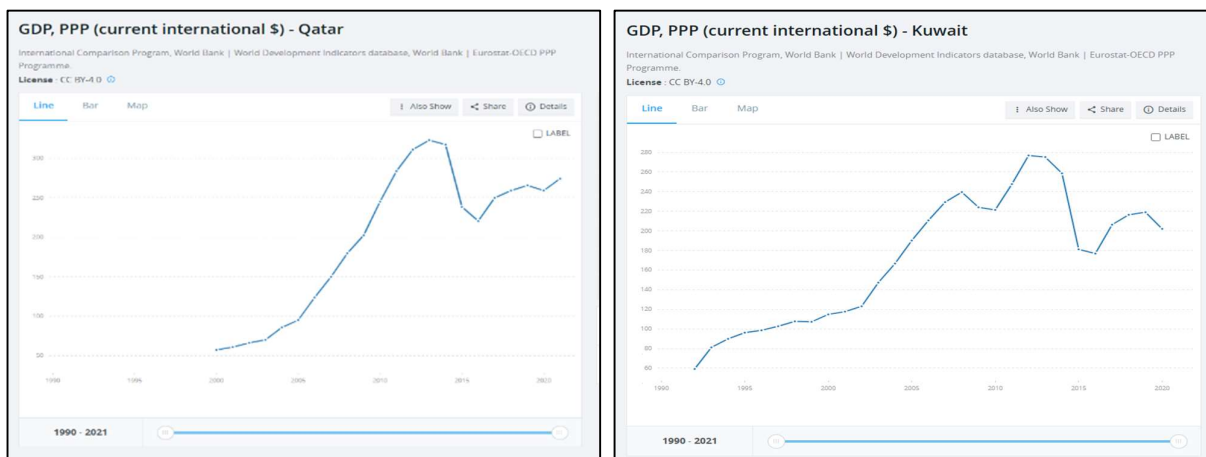 GDP, PPP (current international $) - Qatar
International Comparison Program, World Bank | World Development Indicators database, World Bank | Eurostat-OECD PPP
Programme.
License : CC BY-4.0
Line Bar Map Also Show Share Details
LABEL
300
250
200
150
100
50
1990 1995 2000 2005 2010 2015 2020
1990 - 2021
GDP, PPP (current international $) - Kuwait
International Comparison Program, World Bank | World Development Indicators database, World Bank | Eurostat-OECD PPP
Programme.
License : CC BY-4.0
Line Bar Map Also Show Share Details
LABEL
280
260
240
220
200
180
160
140
120
100
80
60
1990 1995 2000 2005 2010 2015 2020
1990 - 2021